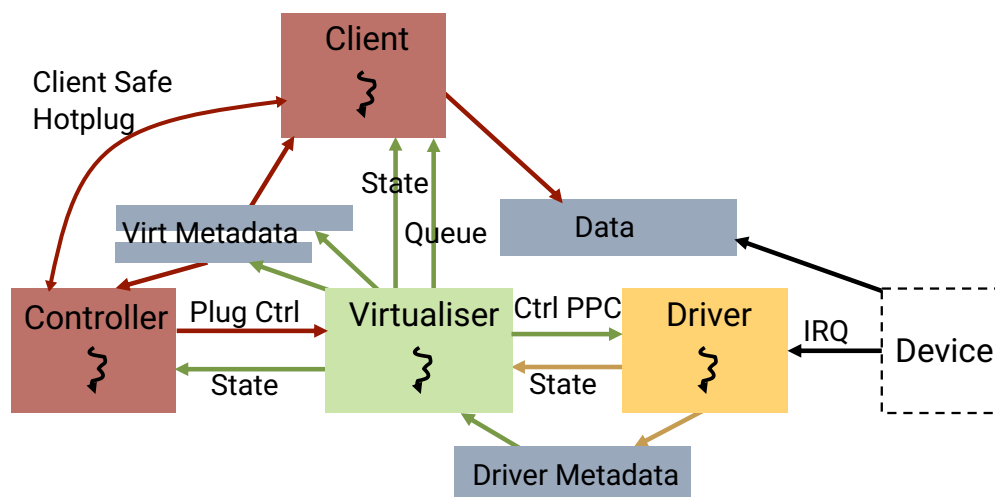 Client
Client Safe
Hotplug
State
Virt Metadata
Queue
Data
Controller
Plug Ctrl
Virtualiser
Ctrl PPC
Driver
IRQ
Device
State
State
Driver Metadata